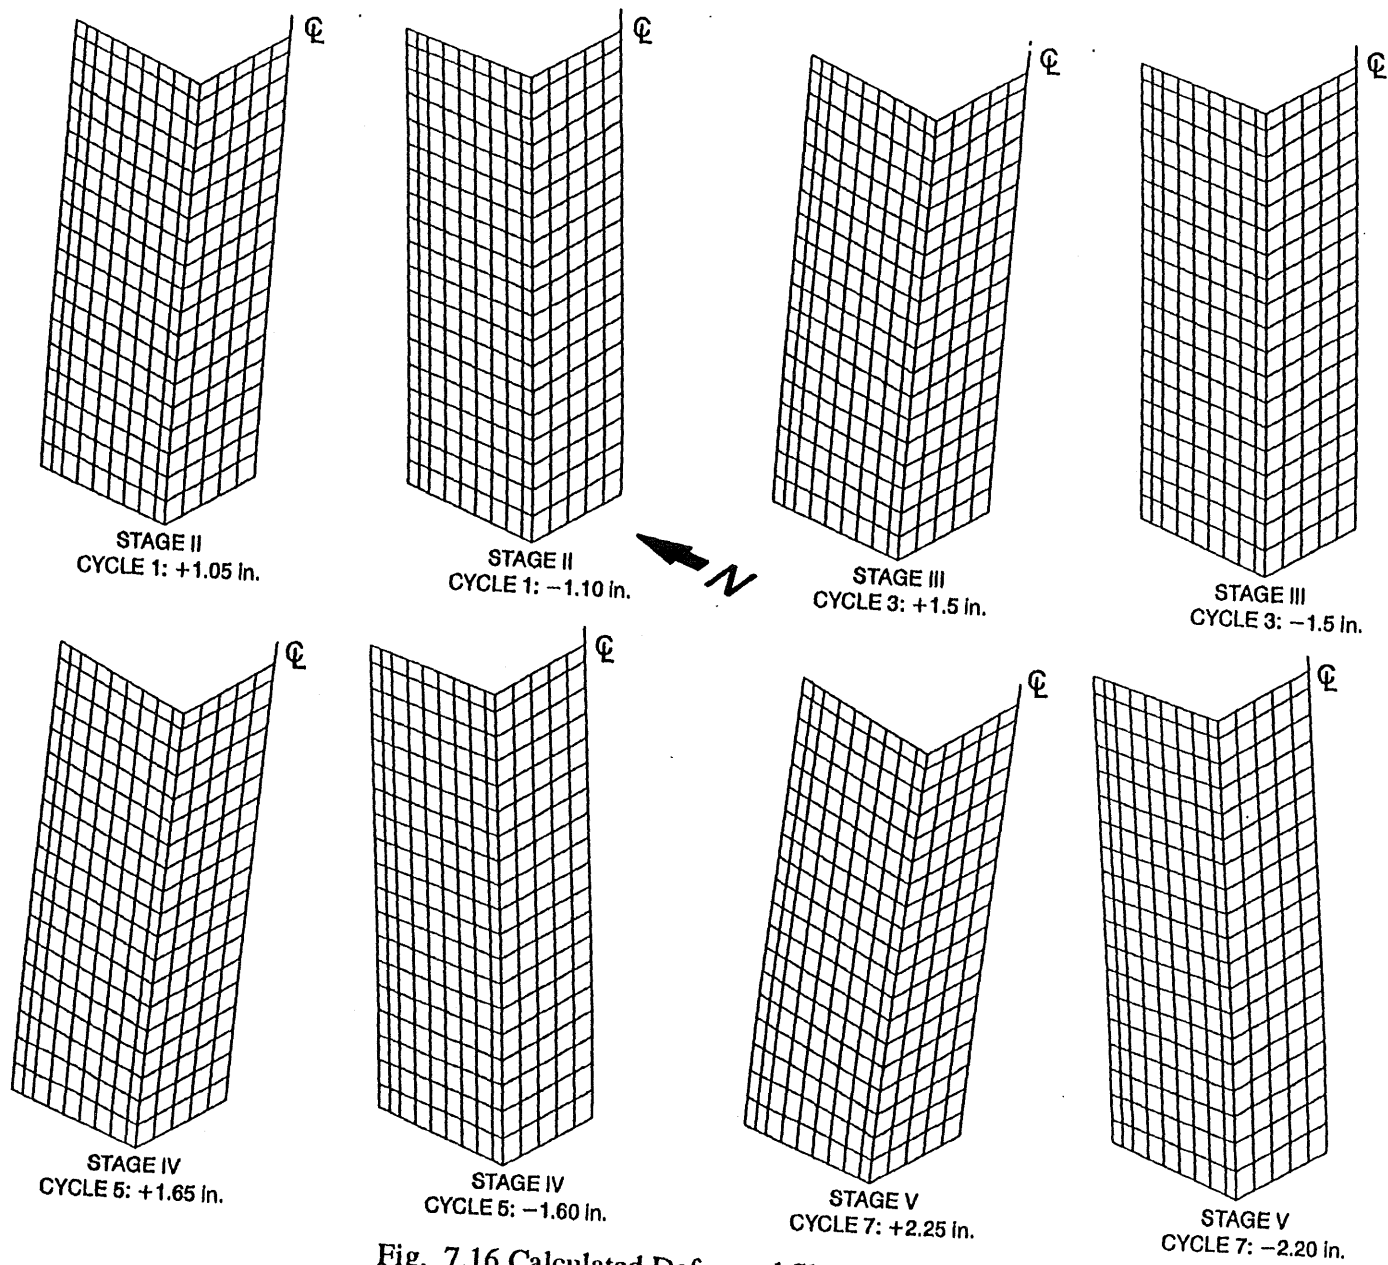 ℄ ℄ ℄ ℄
STAGE II
CYCLE 1: +1.05 in.
STAGE II
CYCLE 1: −1.10 in.
N
STAGE III
CYCLE 3: +1.5 in.
STAGE III
CYCLE 3: −1.5 in.
℄ ℄ ℄ ℄
STAGE IV
CYCLE 5: +1.65 in.
STAGE IV
CYCLE 5: −1.60 in.
STAGE V
CYCLE 7: +2.25 in.
STAGE V
CYCLE 7: −2.20 in.
Fig. 7.16 Calculated